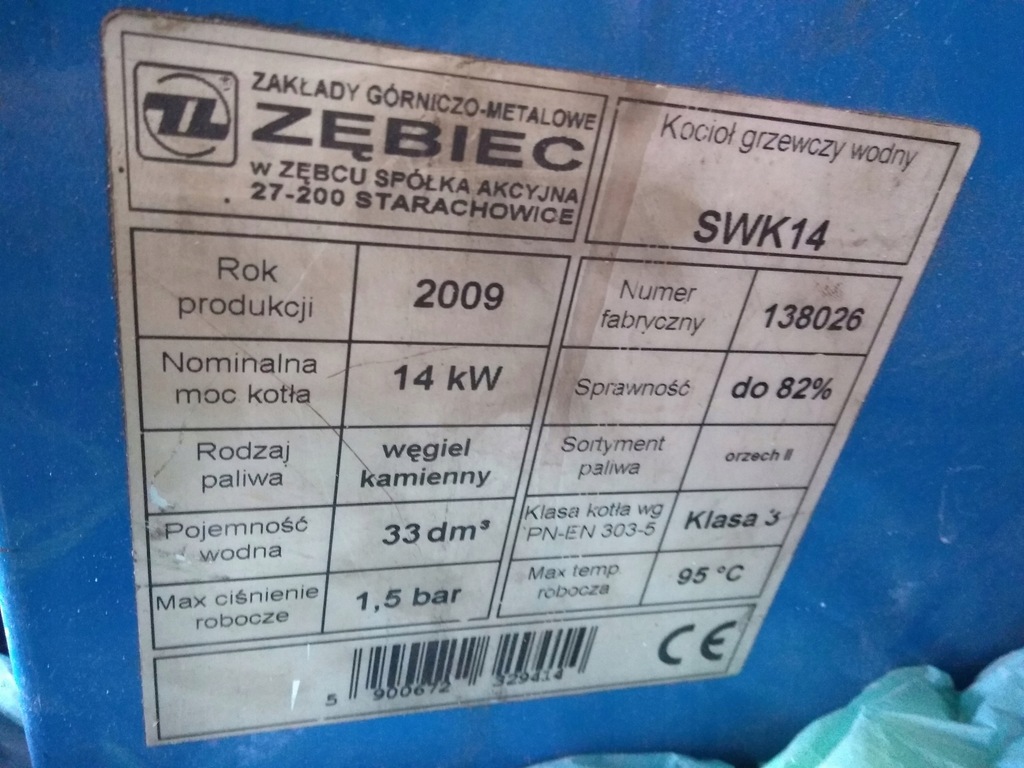 ZAKŁADY GÓRNICZO-METALOWE
ZĘBIEC
W ZĘBCU SPÓŁKA AKCYJNA
27-200 STARACHOWICE
Kocioł grzewczy wodny
SWK14
Rok produkcji
2009
Numer fabryczny
138026
Nominalna moc kotła
14 kW
Sprawność
do 82%
Rodzaj paliwa
węgiel kamienny
Sortyment paliwa
orzech II
Pojemność wodna
33 dm³
Klasa kotła wg PN-EN 303-5
Klasa 3
Max ciśnienie robocze
1,5 bar
Max temp robocza
95 °C
5 900672 329414
CE